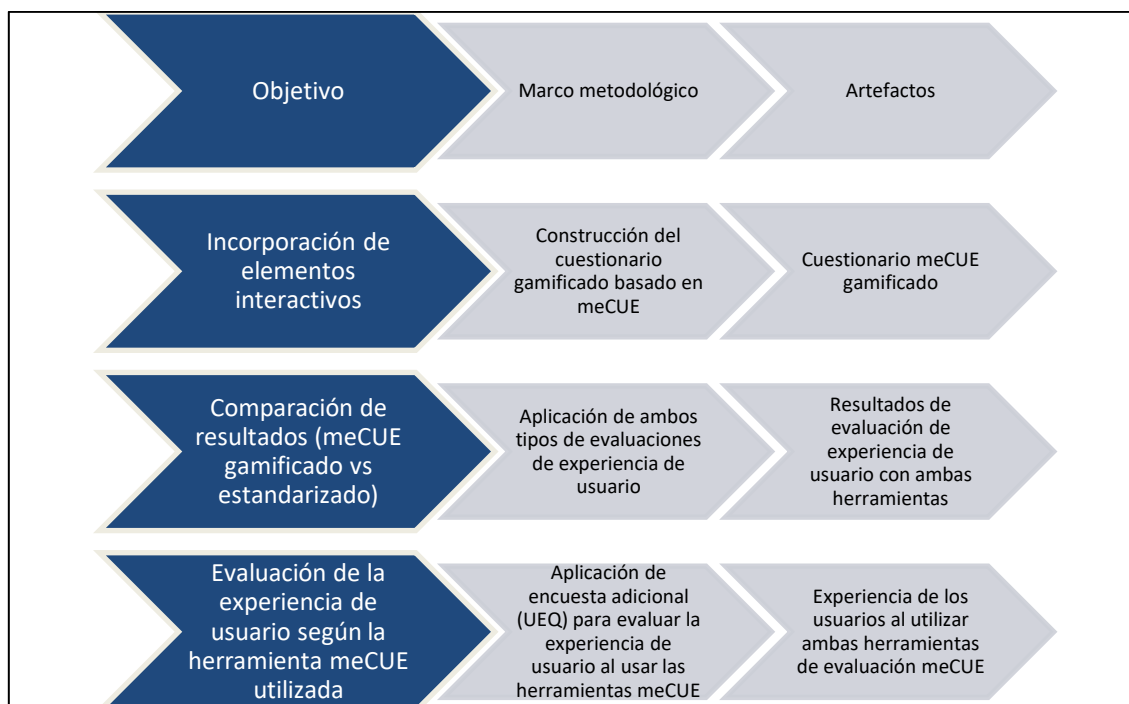 Objetivo
Marco metodológico
Artefactos
Incorporación de
elementos
interactivos
Construcción del
cuestionario
gamificado basado en
meCUE
Cuestionario meCUE
gamificado
Comparación de
resultados (meCUE
gamificado vs
estandarizado)
Aplicación de ambos
tipos de evaluaciones
de experiencia de
usuario
Resultados de
evaluación de
experiencia de
usuario con ambas
herramientas
Evaluación de la
experiencia de
usuario según la
herramienta meCUE
utilizada
Aplicación de
encuesta adicional
(UEQ) para evaluar la
experiencia de
usuario al usar las
herramientas meCUE
Experiencia de los
usuarios al utilizar
ambas herramientas
de evaluación meCUE